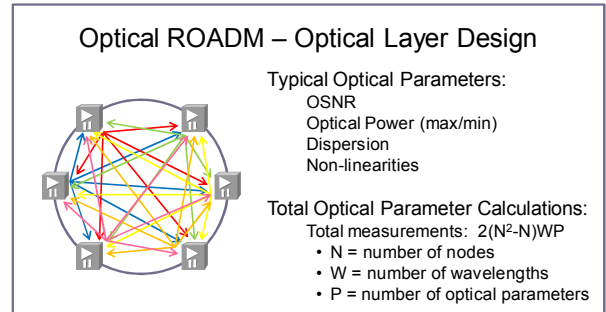 Optical ROADM – Optical Layer Design
Typical Optical Parameters:
OSNR
Optical Power (max/min)
Dispersion
Non-linearities
Total Optical Parameter Calculations:
Total measurements: 2(N²-N)WP
• N = number of nodes
• W = number of wavelengths
• P = number of optical parameters